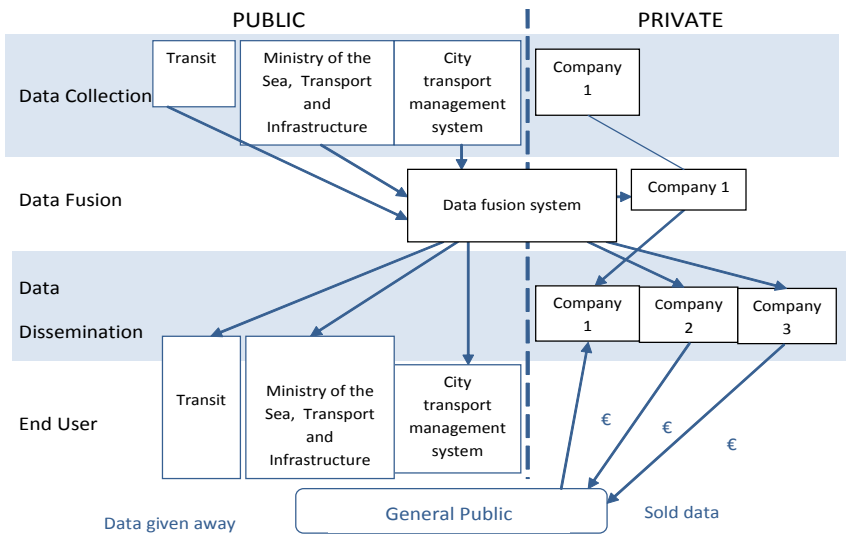 PUBLIC
PRIVATE
Data Collection
Transit
Ministry of the
Sea, Transport
and
Infrastructure
City
transport
management
system
Company
1
Data Fusion
Data fusion system
Company 1
Data
Dissemination
Company
1
Company
2
Company
3
End User
Transit
Ministry of the
Sea, Transport
and
Infrastructure
City
transport
management
system
€
€
€
Data given away
General Public
Sold data